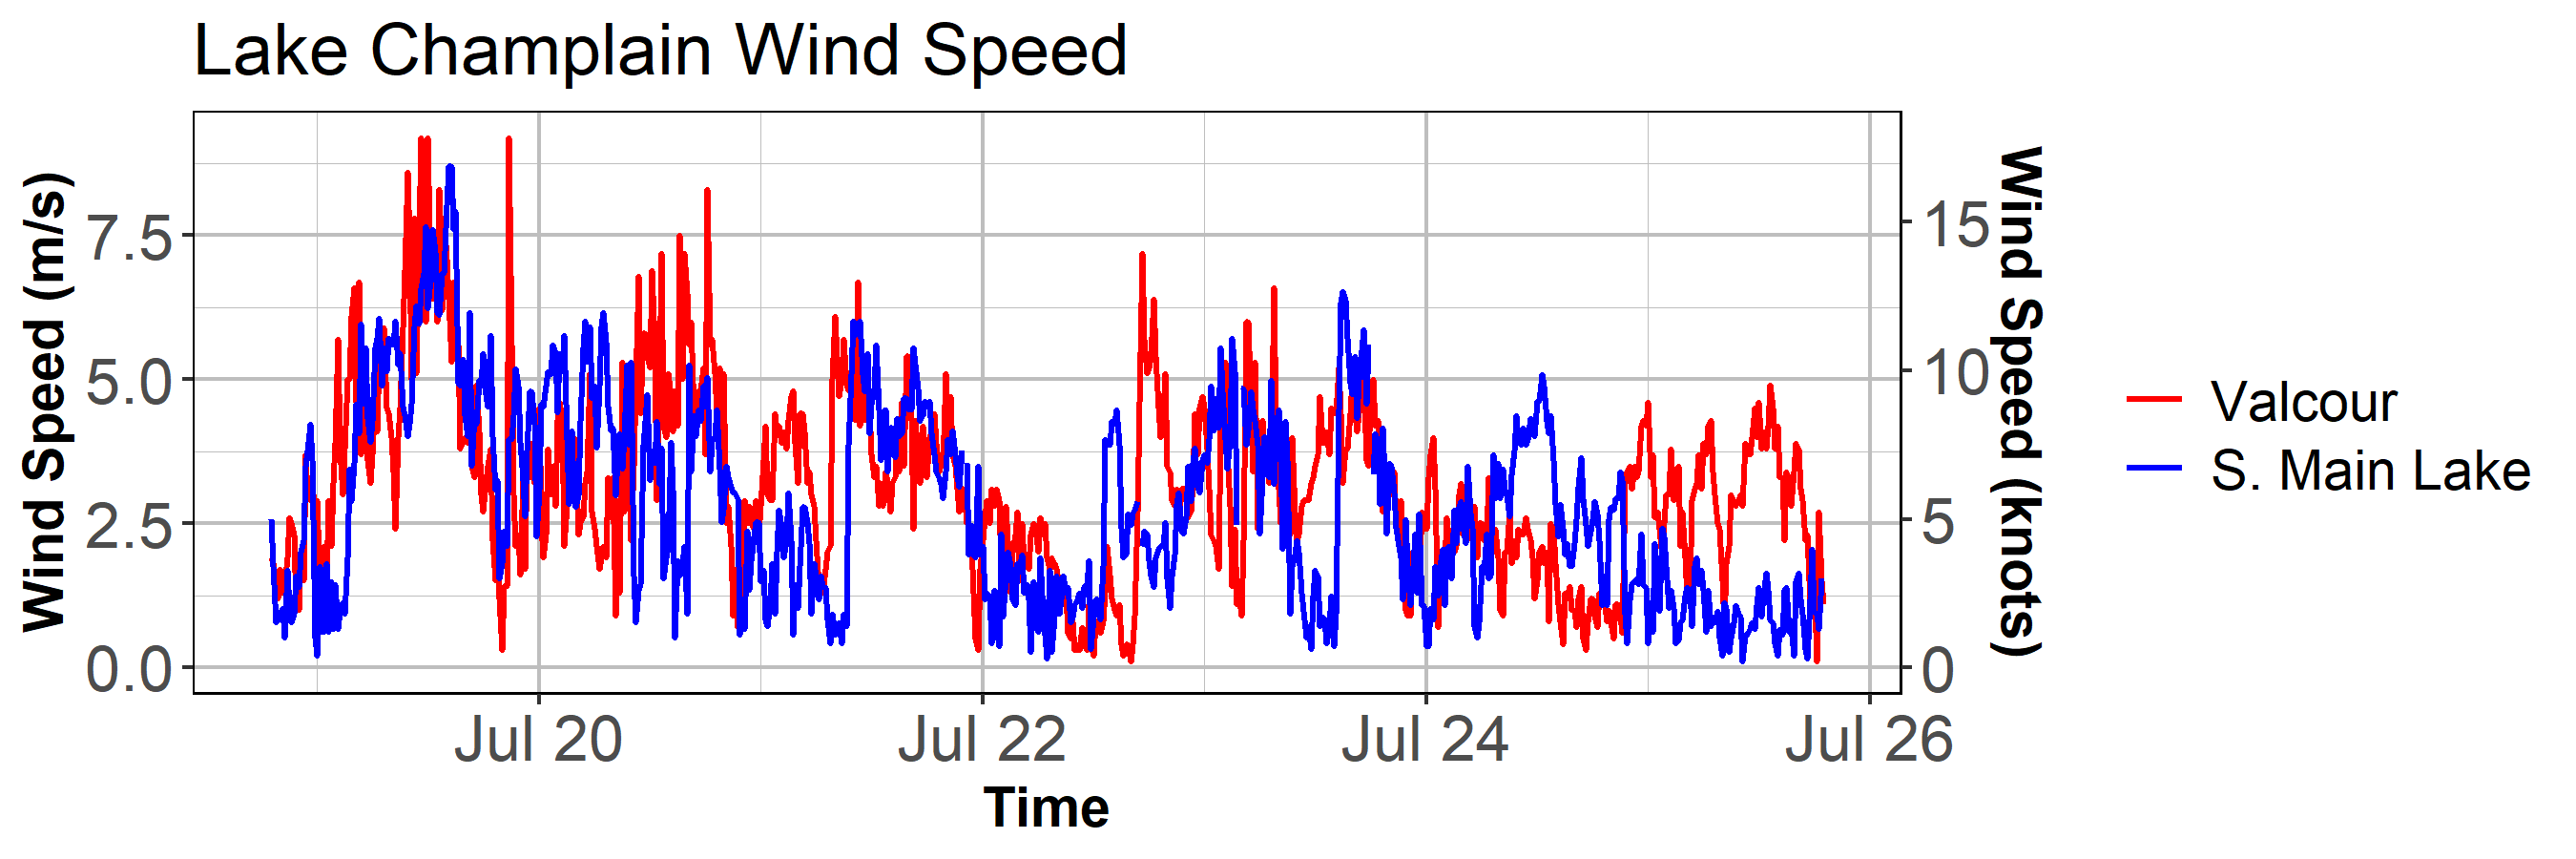 Lake Champlain Wind Speed
Wind Speed (m/s)
7.5
5.0
2.5
0.0
15
10
5
0
Wind Speed (knots)
Jul 20
Jul 22
Jul 24
Jul 26
Time
Valcour
S. Main Lake